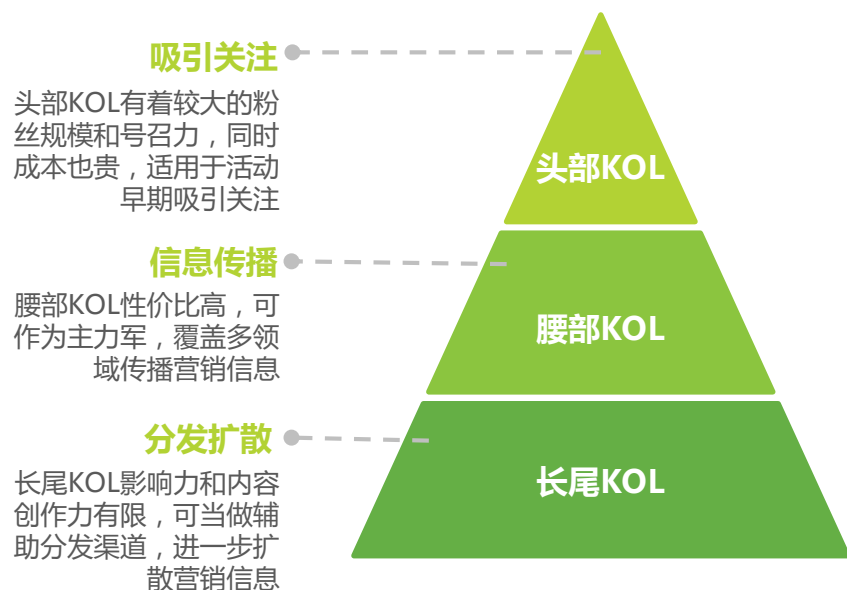 吸引关注
头部KOL有着较大的粉
丝规模和号召力，同时
成本也贵，适用于活动
早期吸引关注
头部KOL
信息传播
腰部KOL性价比高，可
作为主力军，覆盖多领
域传播营销信息
腰部KOL
分发扩散
长尾KOL影响力和内容
创作力有限，可当做辅
助分发渠道，进一步扩
散营销信息
长尾KOL